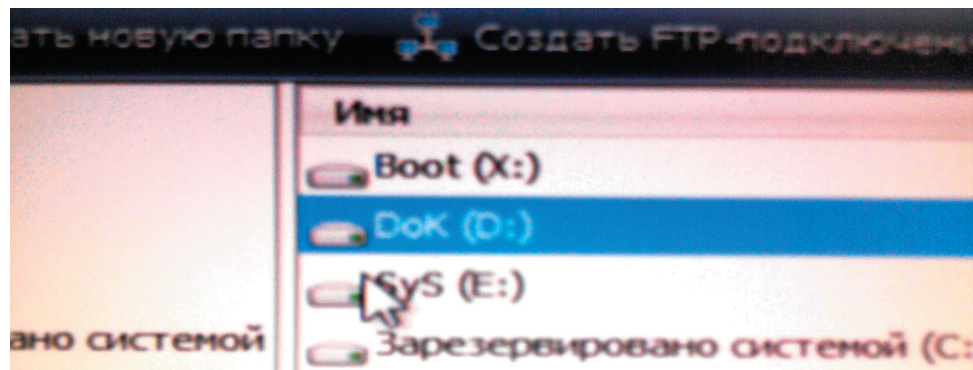 ать новую папку Создать FTP-подключени
Имя
Boot (X:)
DoK (D:)
SyS (E:)
ано системой Зарезервировано системой (C: